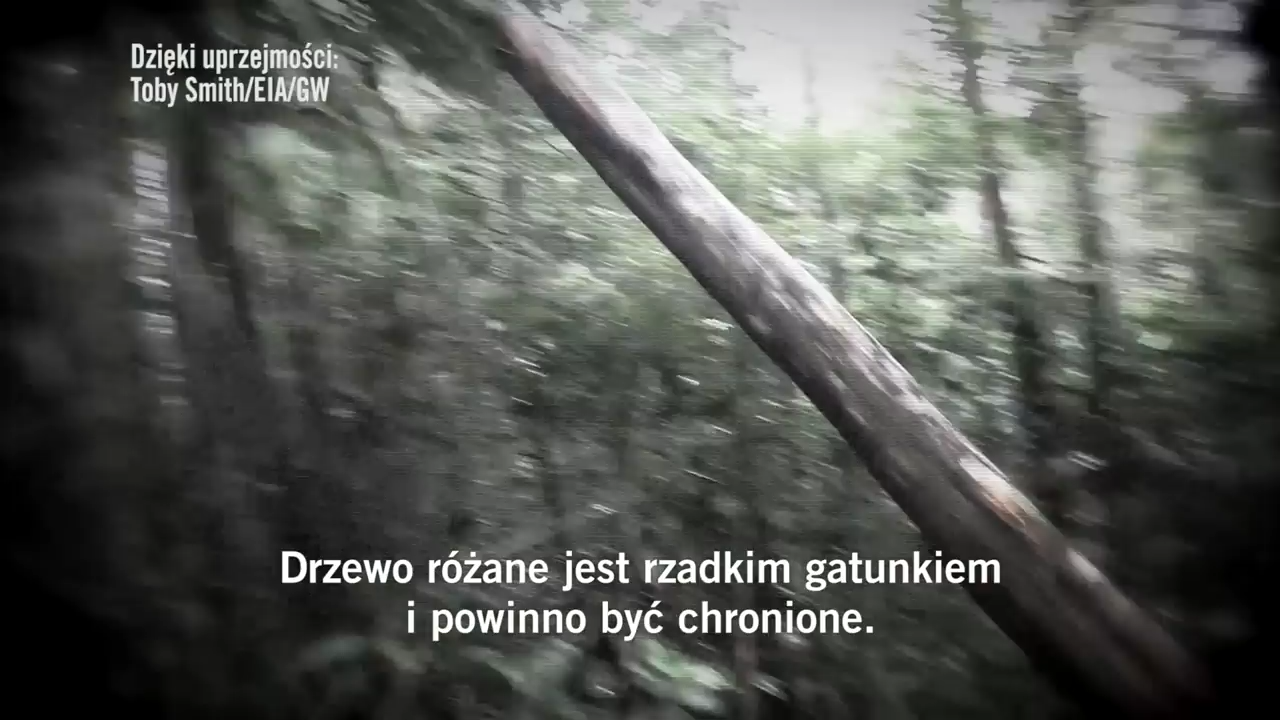 Dzięki uprzejmości:
Toby Smith/EIA/GW
Drzewo różane jest rzadkim gatunkiem
i powinno być chronione.